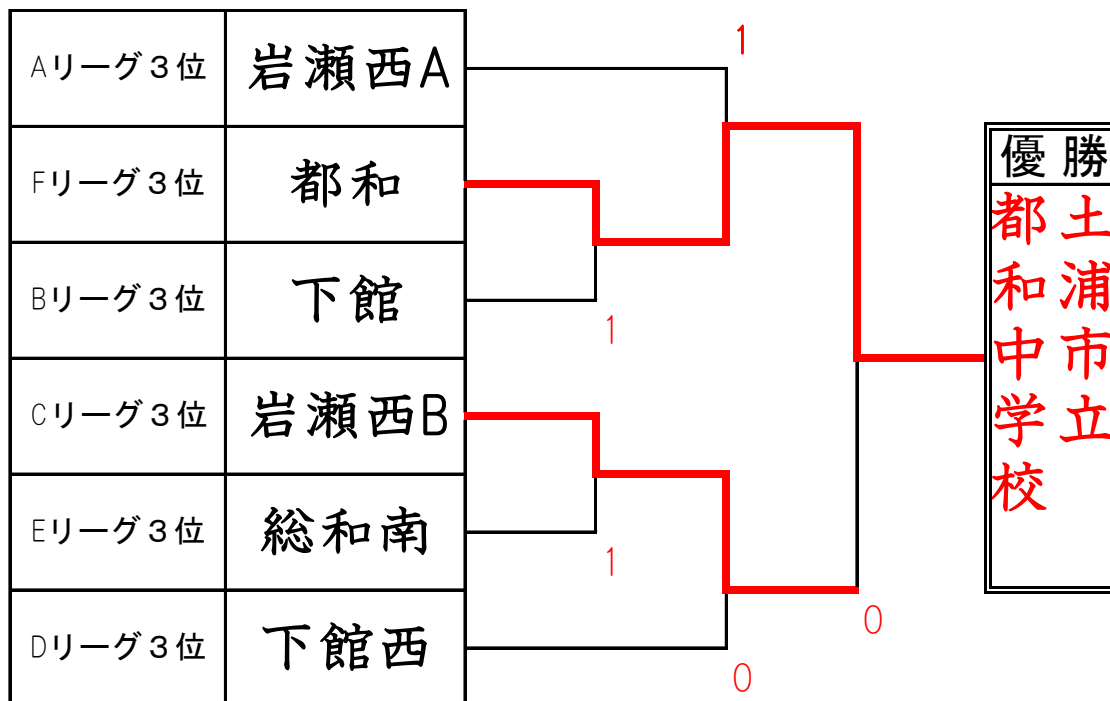 Aリーグ３位 岩瀬西A
Fリーグ３位 都和
Bリーグ３位 下館
Cリーグ３位 岩瀬西B
Eリーグ３位 総和南
Dリーグ３位 下館西
1
1
1
0
0
優勝
土浦市立
都和中学校